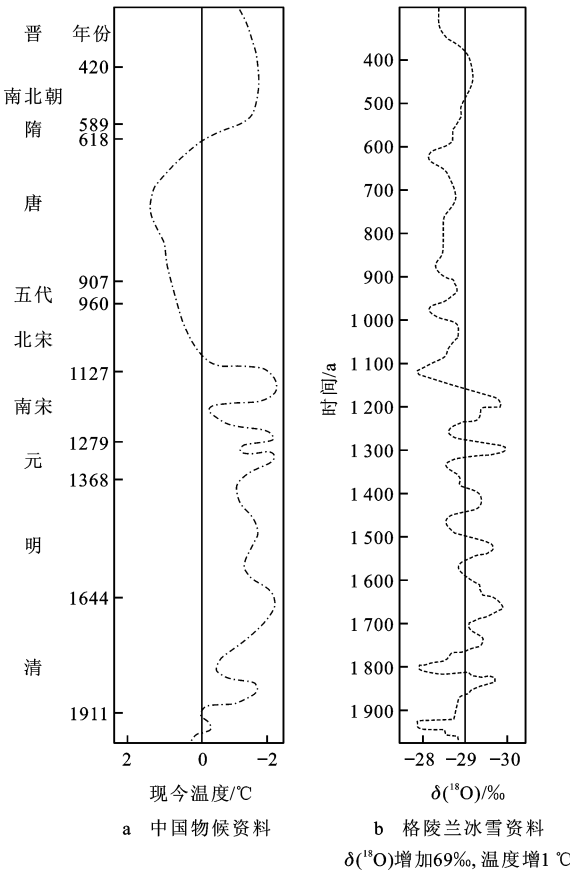 晋 年份
420
南北朝
589
隋
618
唐
907
五代
960
北宋
1127
南宋
1279
元
1368
明
1644
清
1911
2 0 −2
现今温度/℃
a 中国物候资料
400
500
600
700
800
900
1 000
1 100
时间/a
1 200
1 300
1 400
1 500
1 600
1 700
1 800
1 900
−28 −29 −30
δ(¹⁸O)/‰
b 格陵兰冰雪资料
δ(¹⁸O)增加69‰,温度增1 ℃